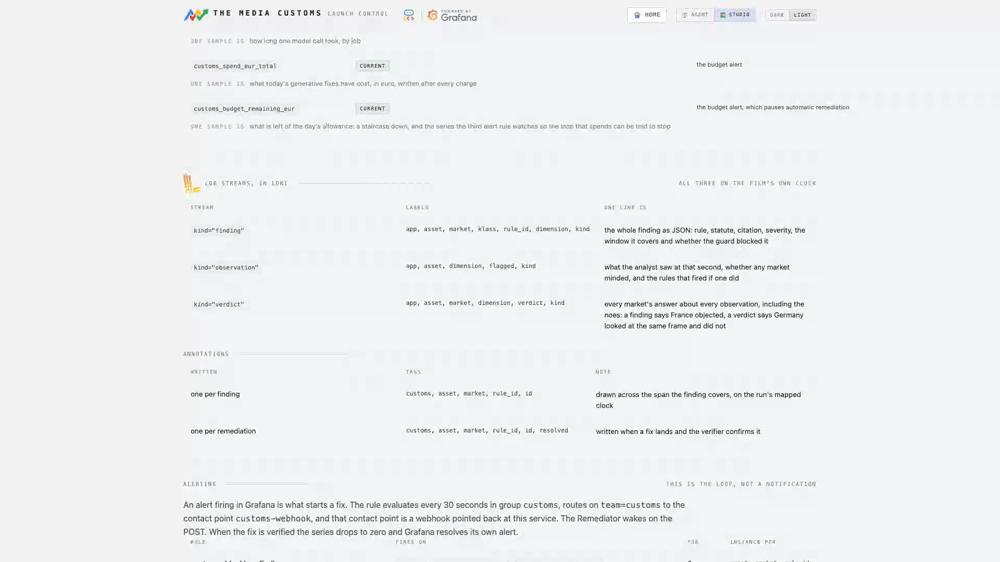 THE MEDIA CUSTOMS LAUNCH CONTROL POWERED BY Grafana HOME AGENT STUDIO DARK LIGHT
ONE SAMPLE IS how long one model call took, by job
customs_spend_eur_total CURRENT the budget alert
ONE SAMPLE IS what today's generative fixes have cost, in euro, written after every charge
customs_budget_remaining_eur CURRENT the budget alert, which pauses automatic remediation
ONE SAMPLE IS what is left of the day's allowance: a staircase down, and the series the third alert rule watches so the loop that spends can be told to stop
LOG STREAMS, IN LOKI ALL THREE ON THE FILM'S OWN CLOCK
STREAM LABELS ONE LINE IS
kind="finding" app, asset, market, klass, rule_id, dimension, kind the whole finding as JSON: rule, statute, citation, severity, the
window it covers and whether the guard blocked it
kind="observation" app, asset, dimension, flagged, kind what the analyst saw at that second, whether any market
minded, and the rules that fired if one did
kind="verdict" app, asset, market, dimension, verdict, kind every market's answer about every observation, including the
noes: a finding says France objected, a verdict says Germany
looked at the same frame and did not
ANNOTATIONS
WRITTEN TAGS NOTE
one per finding customs, asset, market, rule_id, id drawn across the span the finding covers, on the run's mapped
clock
one per remediation customs, asset, market, rule_id, id, resolved written when a fix lands and the verifier confirms it
ALERTING THIS IS THE LOOP, NOT A NOTIFICATION
An alert firing in Grafana is what starts a fix. The rule evaluates every 30 seconds in group customs, routes on team=customs to the
contact point customs-webhook, and that contact point is a webhook pointed back at this service. The Remediator wakes on the
POST. When the fix is verified the series drops to zero and Grafana resolves its own alert.
RULE FIRES ON FOR INSTANCE PER